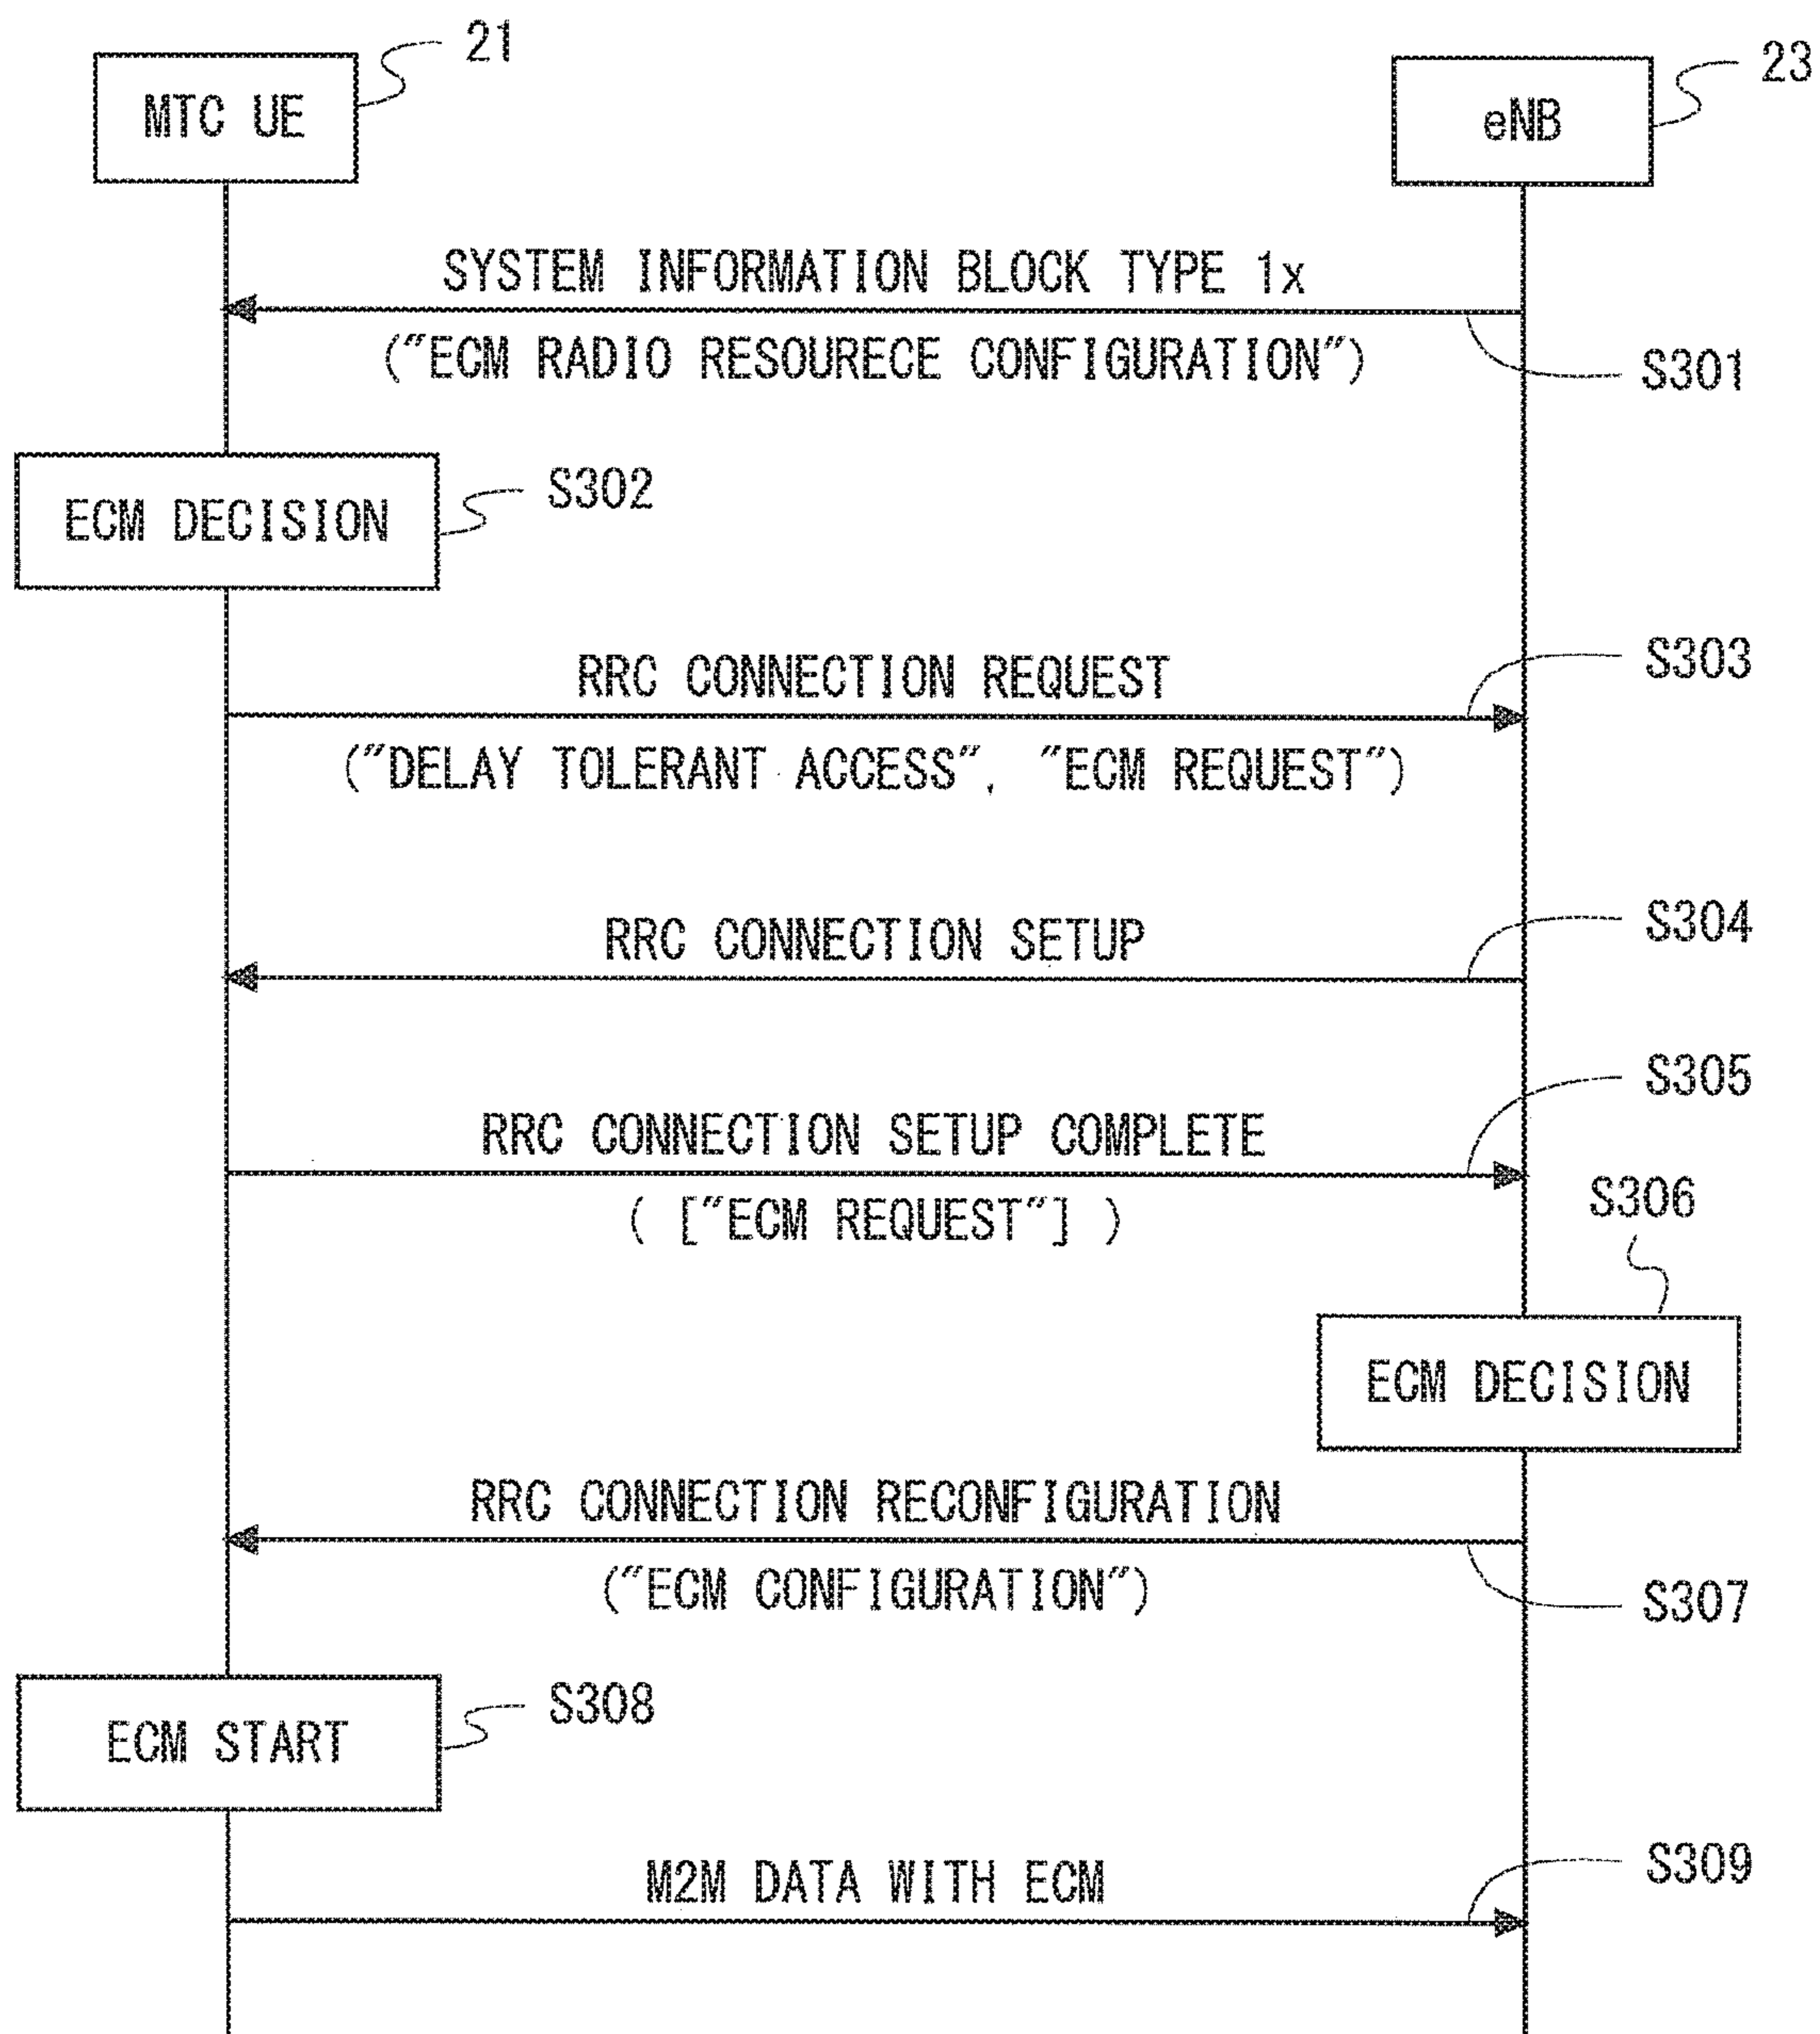 21
23
MTC UE
eNB
SYSTEM INFORMATION BLOCK TYPE 1x
("ECM RADIO RESOURECE CONFIGURATION")
S301
ECM DECISION
S302
RRC CONNECTION REQUEST
S303
("DELAY TOLERANT ACCESS", "ECM REQUEST")
RRC CONNECTION SETUP
S304
S305
RRC CONNECTION SETUP COMPLETE
( ["ECM REQUEST"] )
S306
ECM DECISION
RRC CONNECTION RECONFIGURATION
("ECM CONFIGURATION")
S307
ECM START
S308
M2M DATA WITH ECM
S309